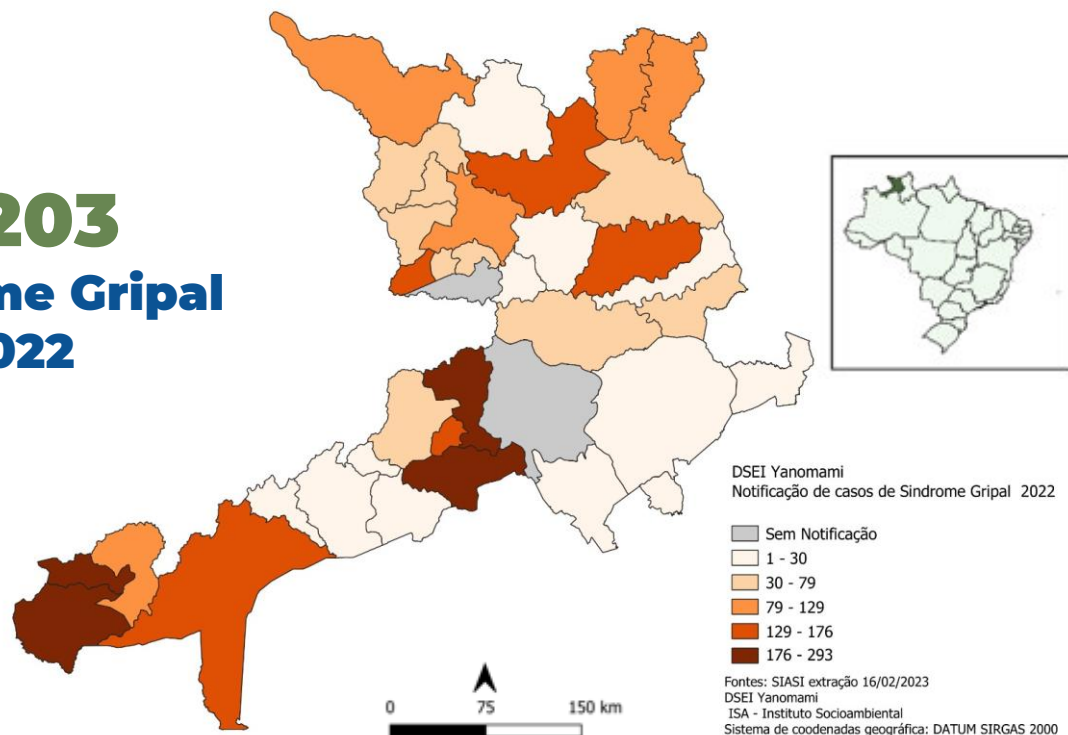 203
me Gripal
022
DSEI Yanomami
Notificação de casos de Sindrome Gripal 2022
Sem Notificação
1 - 30
30 - 79
79 - 129
129 - 176
176 - 293
Fontes: SIASI extração 16/02/2023
DSEI Yanomami
ISA - Instituto Socioambiental
Sistema de coodenadas geográfica: DATUM SIRGAS 2000
0 75 150 km